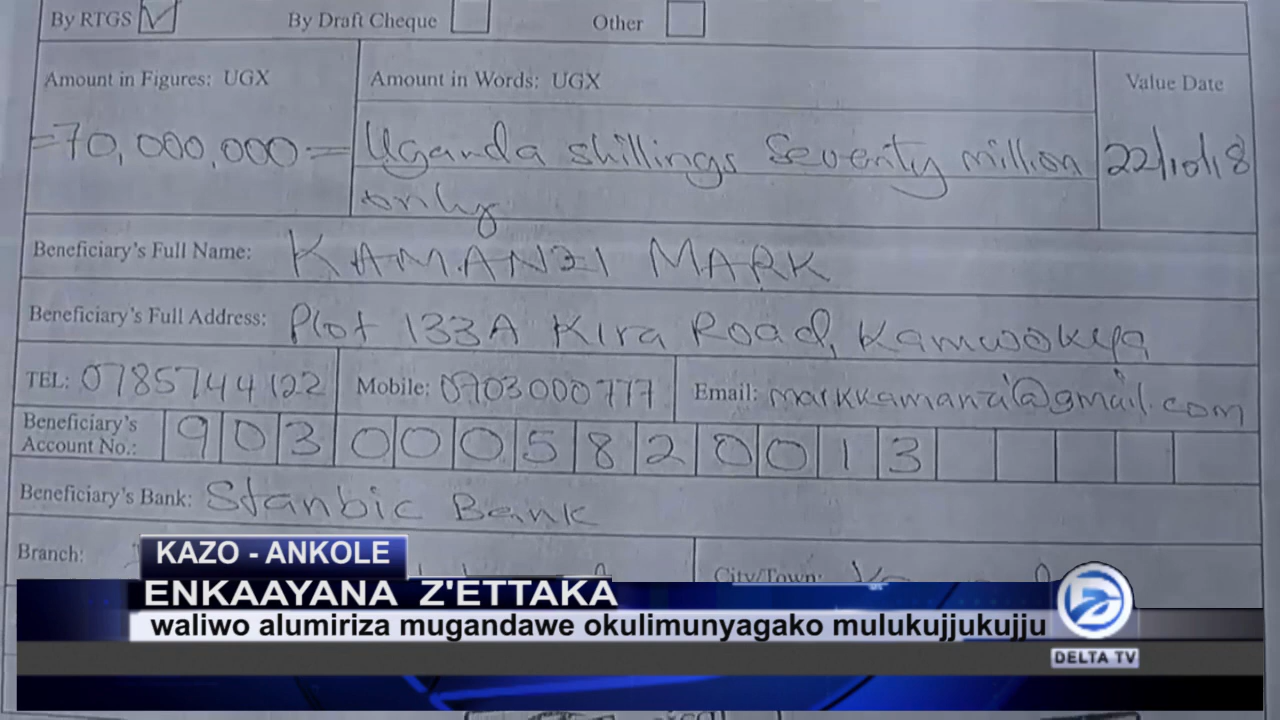 By RTGS By Draft Cheque Other
Amount in Figures: UGX Amount in Words: UGX Value Date
=70,000,000= Uganda shillings Seventy million 22/10/18
only
Beneficiary's Full Name: KAMANZI MARK
Beneficiary's Full Address: Plot 133A Kira Road, Kamwokya
TEL: 0785744122 Mobile: 0703000777 Email: markkamanzi@gmail.com
Beneficiary's
Account No.: 9030005820013
Beneficiary's Bank: Stanbic Bank
Branch: City/Town:
KAZO - ANKOLE
ENKAAYANA Z'ETTAKA
waliwo alumiriza mugandawe okulimunyagako mulukujjukujju
DELTA TV